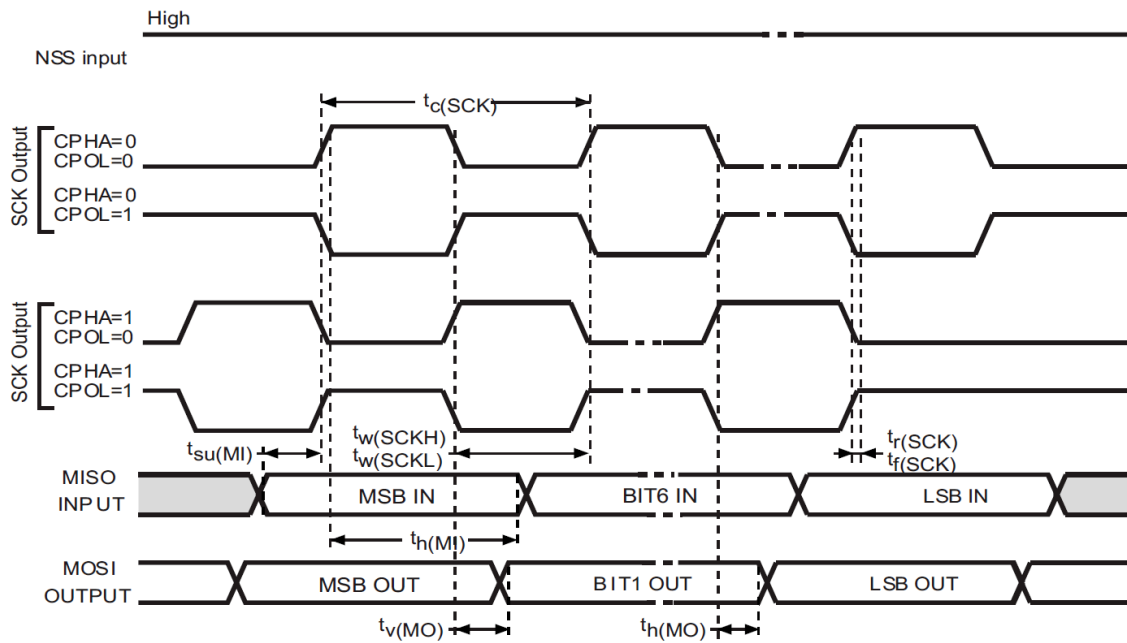 High
NSS input
tc(SCK)
SCK Output
CPHA=0
CPOL=0
CPHA=0
CPOL=1
SCK Output
CPHA=1
CPOL=0
CPHA=1
CPOL=1
tsu(MI)
tw(SCKH)
tw(SCKL)
tr(SCK)
tf(SCK)
MISO
INPUT
MSB IN
BIT6 IN
LSB IN
th(MI)
MOSI
OUTPUT
MSB OUT
BIT1 OUT
LSB OUT
tv(MO)
th(MO)